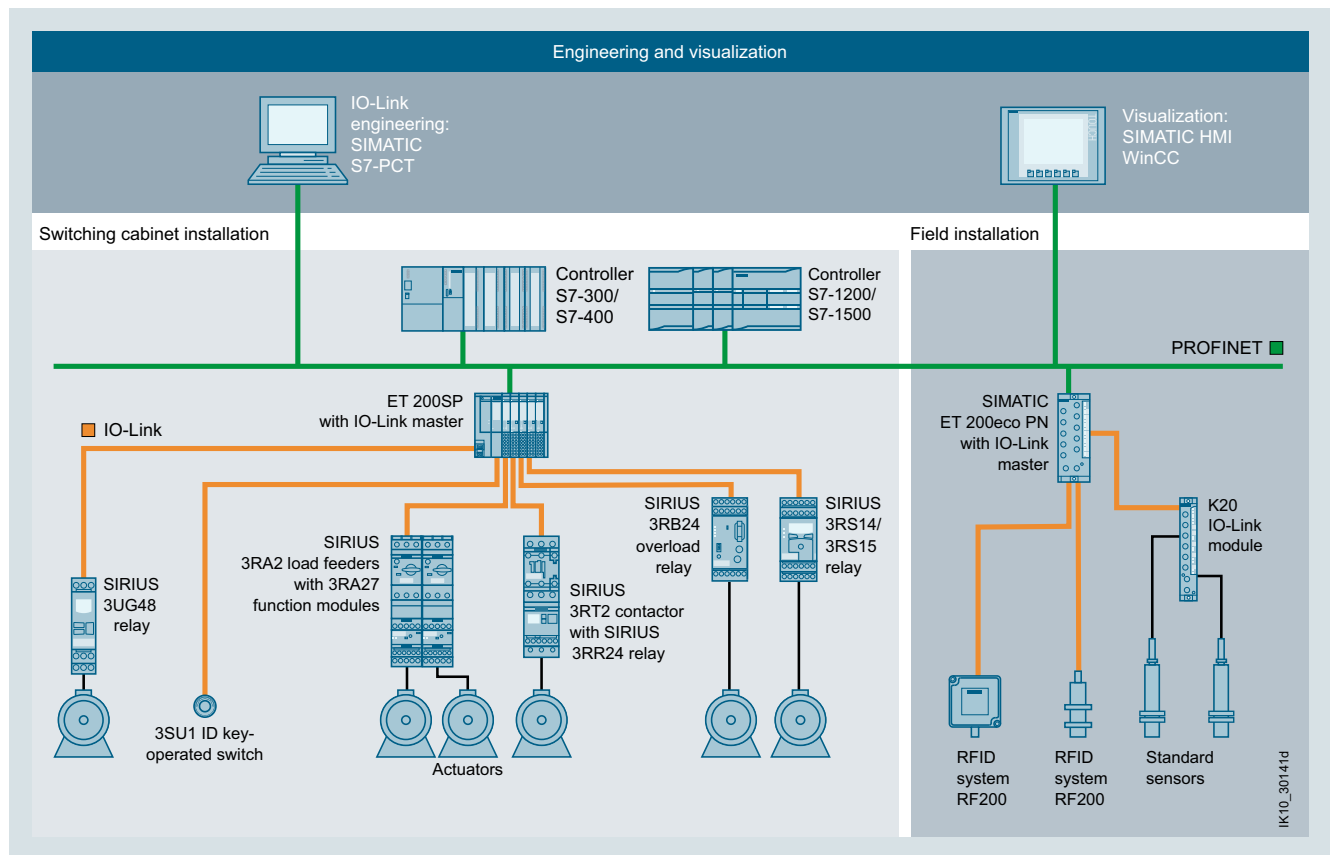 Engineering and visualization
IO-Link
engineering:
SIMATIC
S7-PCT
Visualization:
SIMATIC HMI
WinCC
Switching cabinet installation
Field installation
Controller
S7-300/
S7-400
Controller
S7-1200/
S7-1500
PROFINET
ET 200SP
with IO-Link master
IO-Link
SIMATIC
ET 200eco PN
with IO-Link
master
K20
IO-Link
module
SIRIUS
3UG48
relay
SIRIUS
3RA2 load feeders
with 3RA27
function modules
SIRIUS
3RT2 contactor
with SIRIUS
3RR24 relay
SIRIUS
3RB24
overload
relay
SIRIUS
3RS14/
3RS15
relay
3SU1 ID key-
operated switch
Actuators
RFID
system
RF200
RFID
system
RF200
Standard
sensors
IK10_30141d